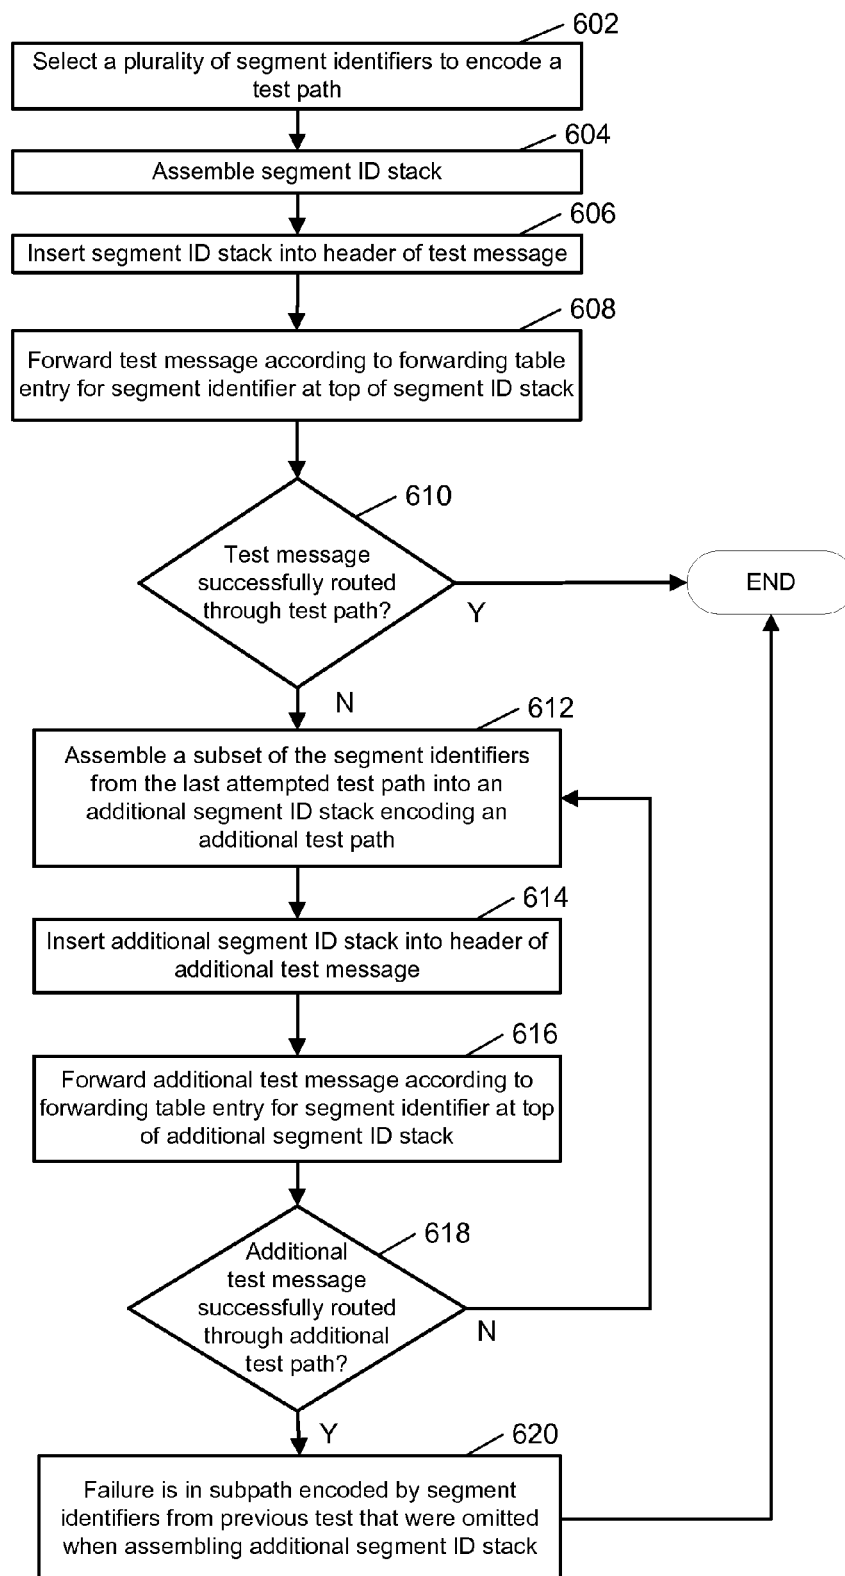 602
Select a plurality of segment identifiers to encode a
test path
604
Assemble segment ID stack
606
Insert segment ID stack into header of test message
608
Forward test message according to forwarding table
entry for segment identifier at top of segment ID stack
610
Test message
successfully routed
through test path?
Y
END
N
612
Assemble a subset of the segment identifiers
from the last attempted test path into an
additional segment ID stack encoding an
additional test path
614
Insert additional segment ID stack into header of
additional test message
616
Forward additional test message according to
forwarding table entry for segment identifier at top
of additional segment ID stack
618
Additional
test message
successfully routed
through additional
test path?
N
Y
620
Failure is in subpath encoded by segment
identifiers from previous test that were omitted
when assembling additional segment ID stack